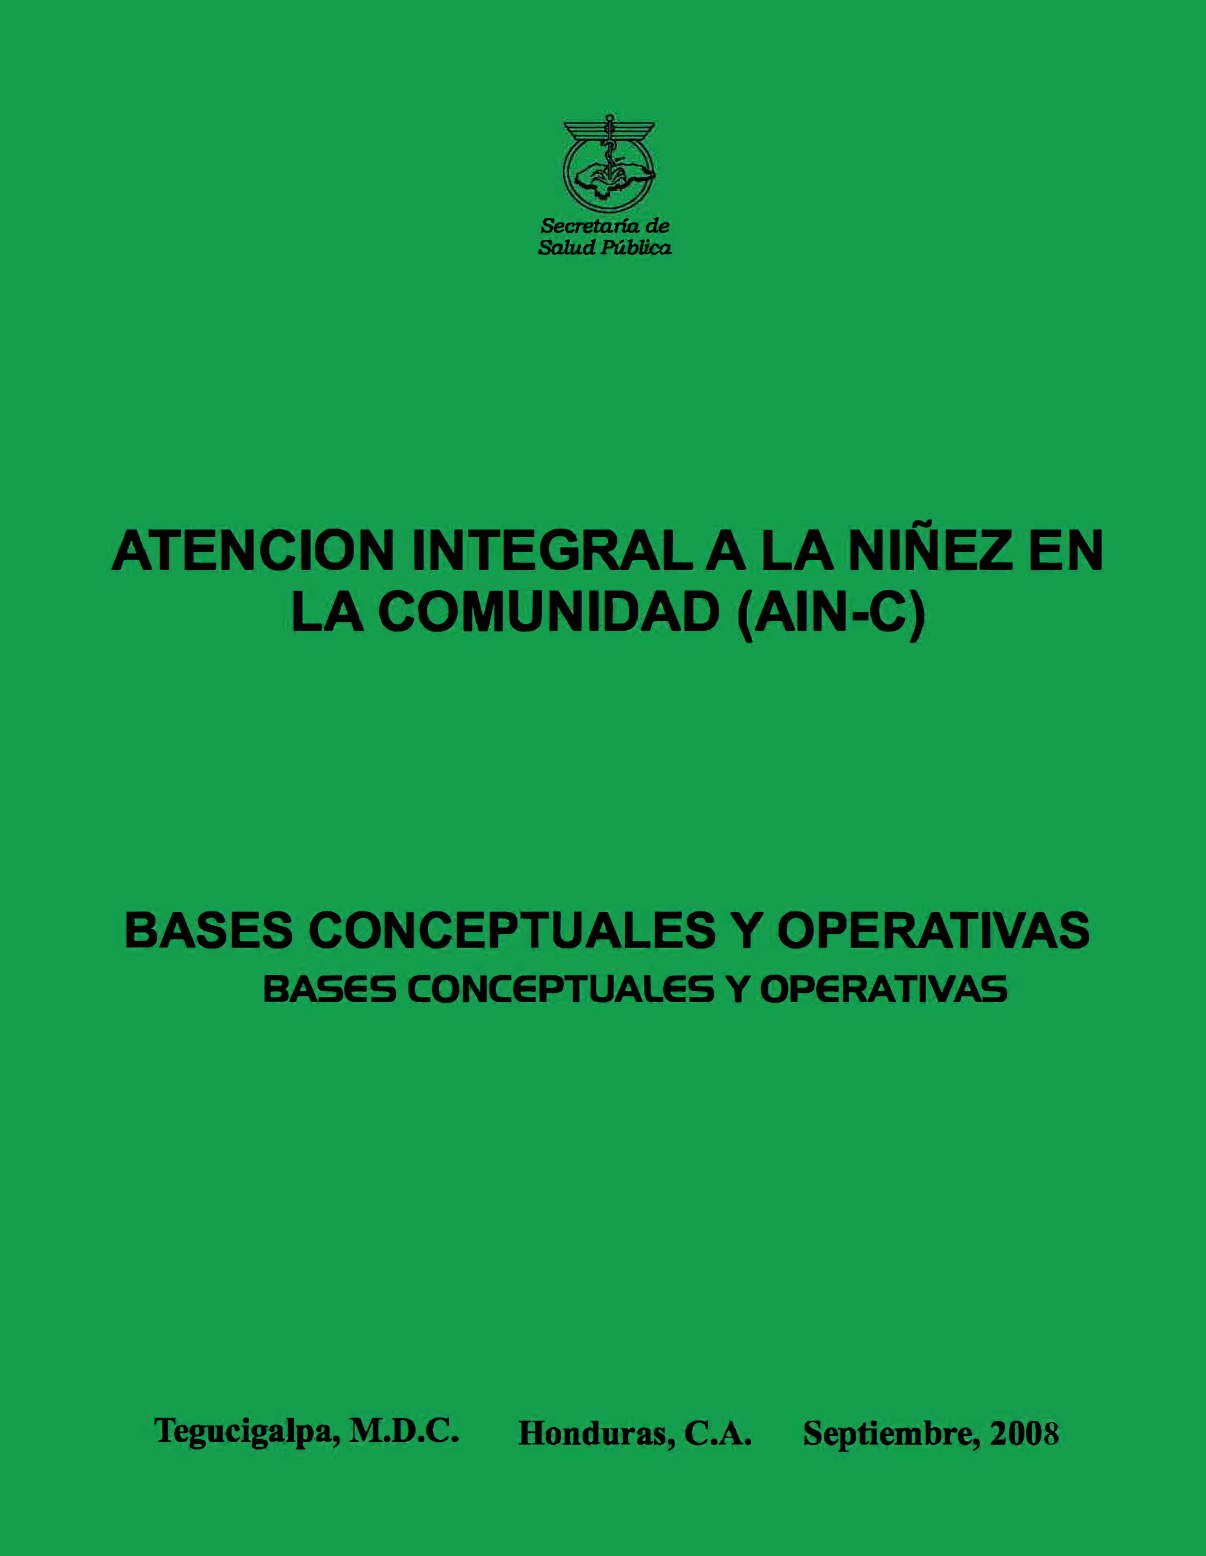 Secretaría de
Salud Pública
ATENCION INTEGRAL A LA NIÑEZ EN
LA COMUNIDAD (AIN-C)
BASES CONCEPTUALES Y OPERATIVAS
BASES CONCEPTUALES Y OPERATIVAS
Tegucigalpa, M.D.C. Honduras, C.A. Septiembre, 2008